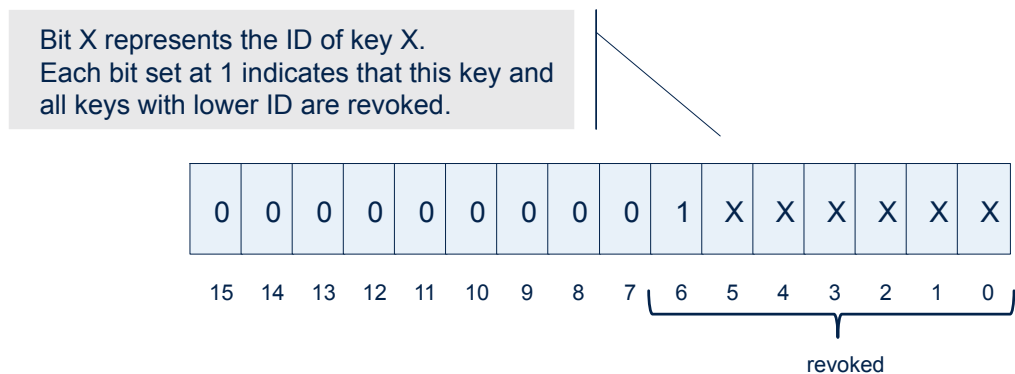 Bit X represents the ID of key X.
Each bit set at 1 indicates that this key and
all keys with lower ID are revoked.
0 0 0 0 0 0 0 0 0 1 X X X X X X
15 14 13 12 11 10 9 8 7 6 5 4 3 2 1 0
revoked